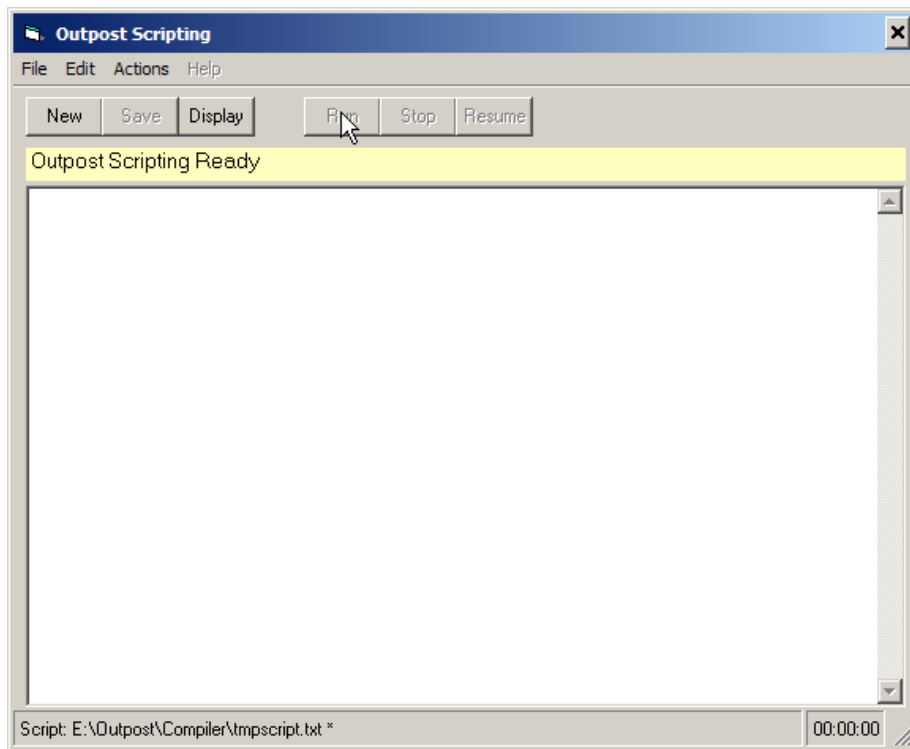 Outpost Scripting
File Edit Actions Help
New Save Display Run Stop Resume
Outpost Scripting Ready
Script: E:\Outpost\Compiler\tmpscript.txt * 00:00:00